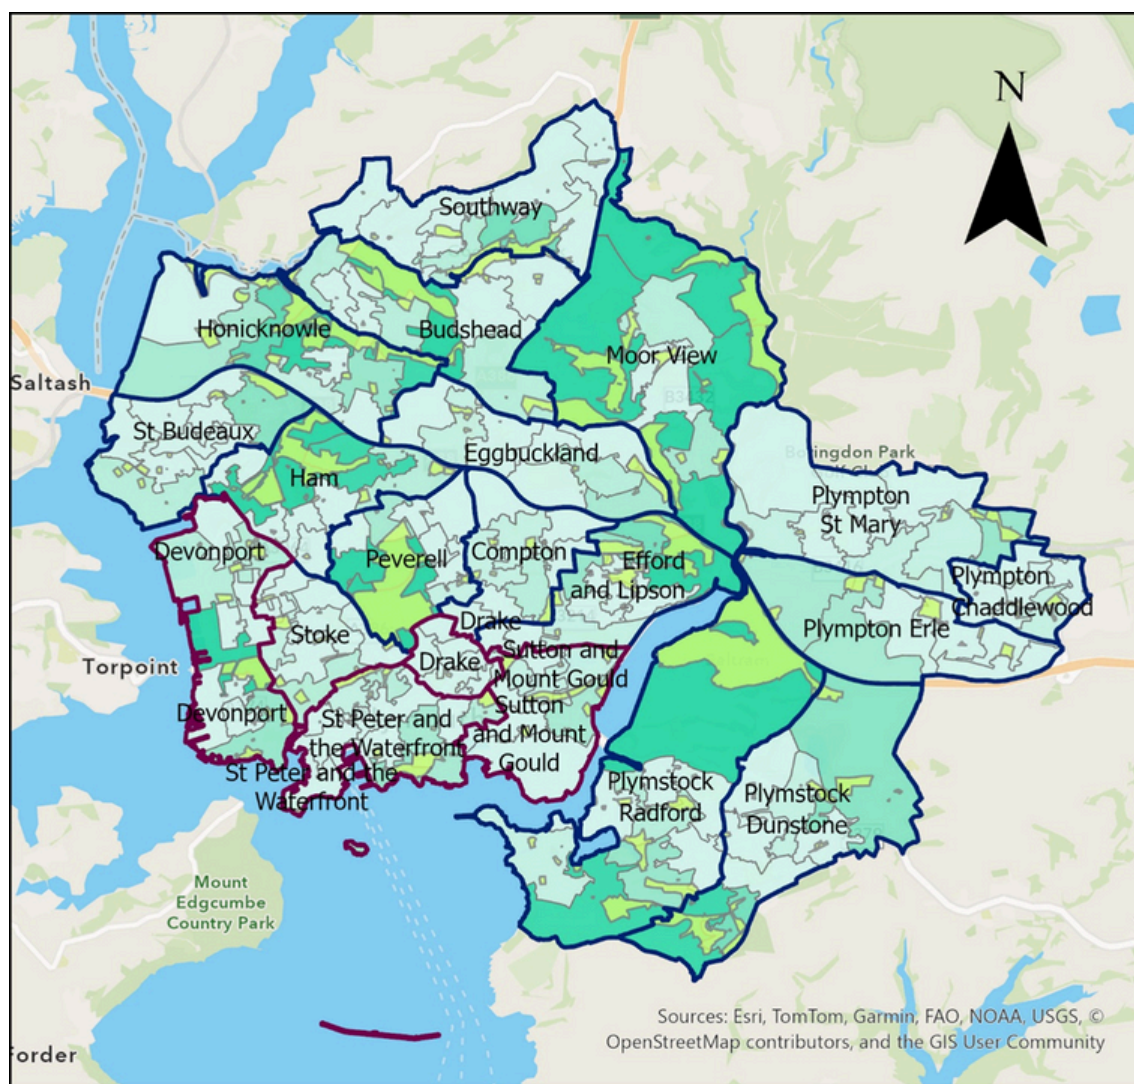 N
Southway
Honicknowle
Budshead
Moor View
B3432
Saltash
St Budeaux
Eggbuckland
Ham
Plympton
St Mary
Devonport
Peverell
Compton
Efford
and Lipson
Plympton
Chaddlewood
Drake
Stoke
Plympton Erle
Torpoint
Drake
Sutton and
Mount Gould
Devonport
St Peter and
the Waterfront
Sutton
and Mount
Gould
St Peter and the
Waterfront
Plymstock
Radford
Plymstock
Dunstone
Mount
Edgcumbe
Country Park
Sources: Esri, TomTom, Garmin, FAO, NOAA, USGS, ©
OpenStreetMap contributors, and the GIS User Community
Forder